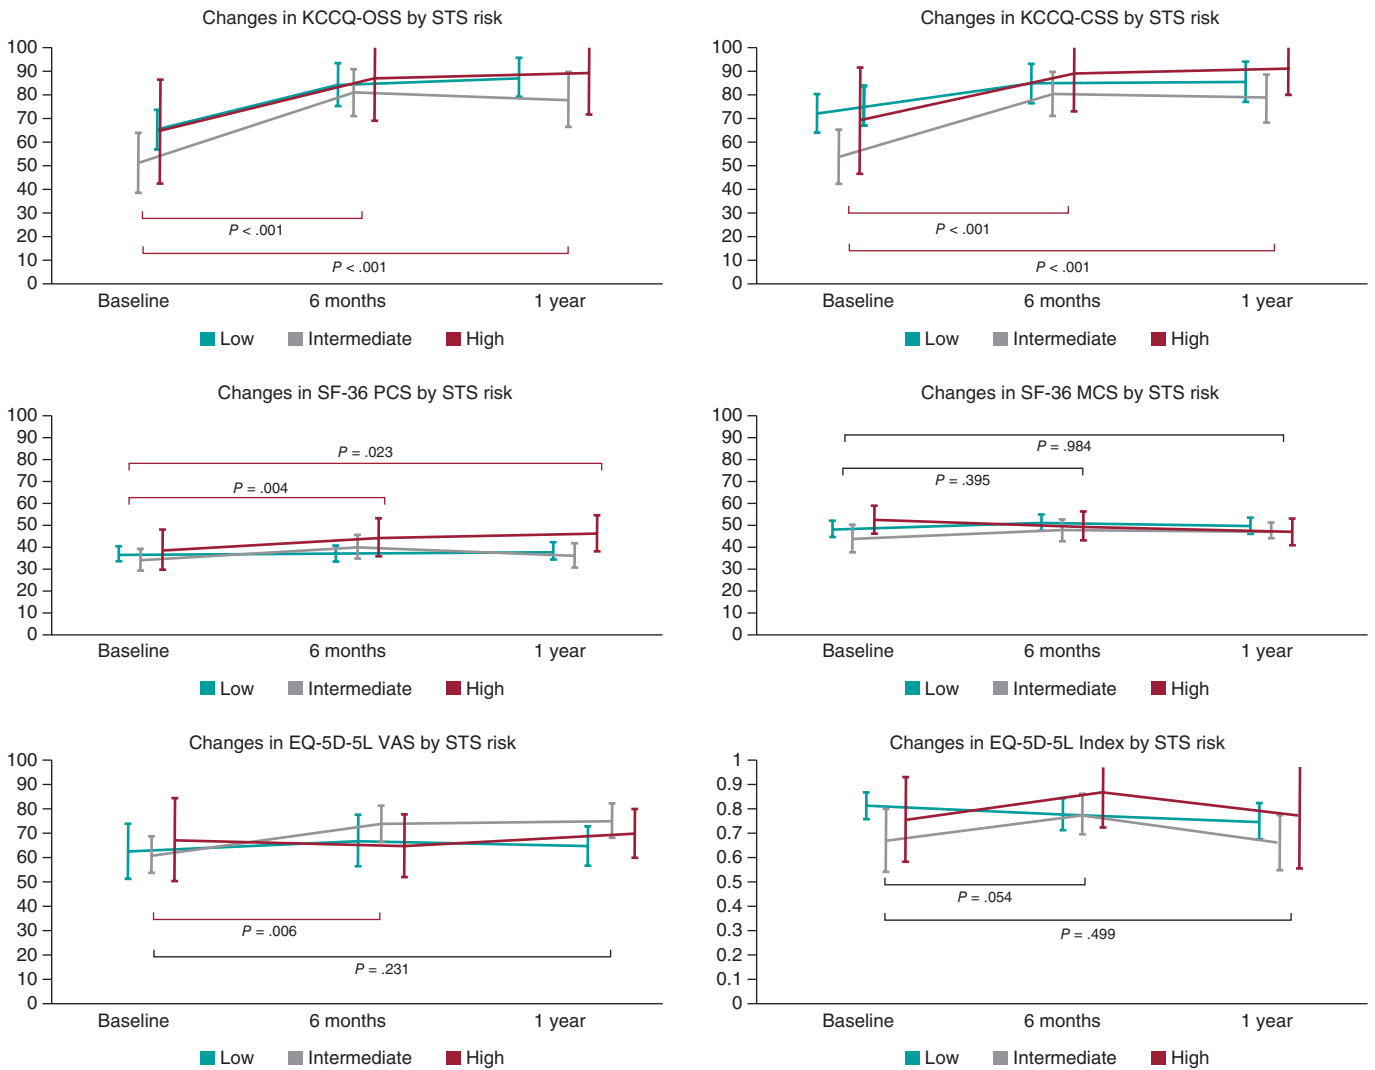 Changes in KCCQ-OSS by STS risk
100
90
80
70
60
50
40
30
20
10
0
P < .001
P < .001
Baseline 6 months 1 year
Low Intermediate High
Changes in KCCQ-CSS by STS risk
100
90
80
70
60
50
40
30
20
10
0
P < .001
P < .001
Baseline 6 months 1 year
Low Intermediate High
Changes in SF-36 PCS by STS risk
100
90
80
70
60
50
40
30
20
10
0
P = .023
P = .004
Baseline 6 months 1 year
Low Intermediate High
Changes in SF-36 MCS by STS risk
100
90
80
70
60
50
40
30
20
10
0
P = .984
P = .395
Baseline 6 months 1 year
Low Intermediate High
Changes in EQ-5D-5L VAS by STS risk
100
90
80
70
60
50
40
30
20
10
0
P = .006
P = .231
Baseline 6 months 1 year
Low Intermediate High
Changes in EQ-5D-5L Index by STS risk
1
0.9
0.8
0.7
0.6
0.5
0.4
0.3
0.2
0.1
0
P = .054
P = .499
Baseline 6 months 1 year
Low Intermediate High